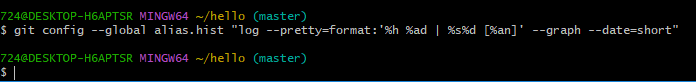 724@DESKTOP-H6APTSR MINGW64 ~/hello (master)
$ git config --global alias.hist "log --pretty=format:'%h %ad | %s%d [%an]' --graph --date=short"
724@DESKTOP-H6APTSR MINGW64 ~/hello (master)
$